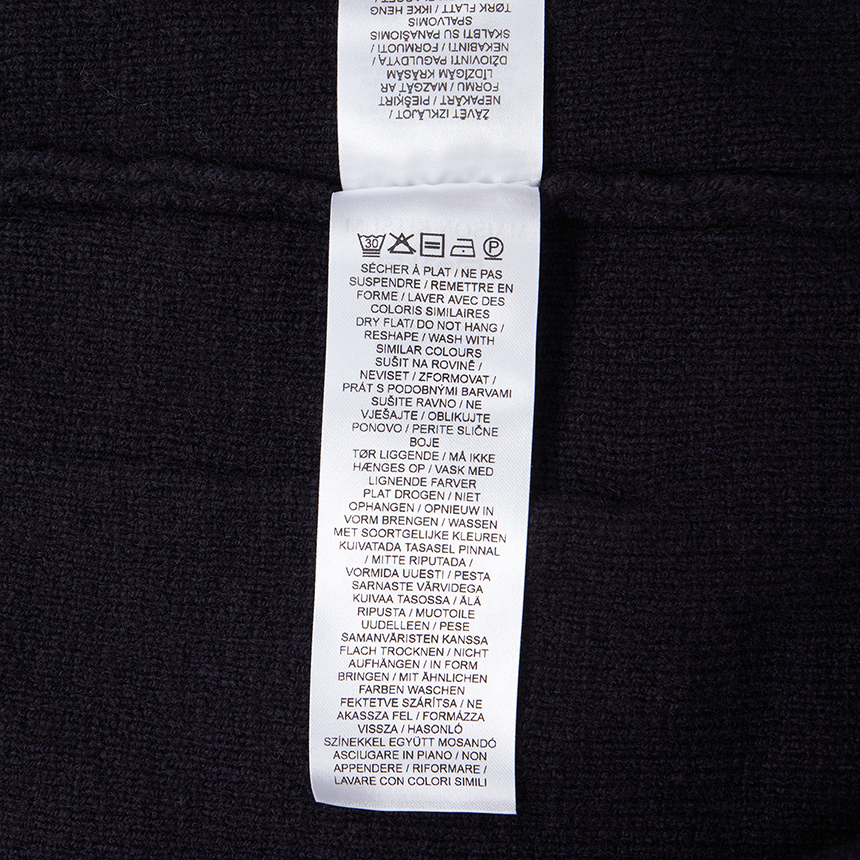 ŽĀVĒT IZKLĀJOT /
NEPAKĀRT / PIEŠĶIRT
FORMU / MAZGĀT AR
LĪDZĪGĀM KRĀSĀM
DŽIOVINTI PAGULDYTĄ /
NEKABINTI / FORMUOTI /
SKALBTI SU PANAŠIOMIS
SPALVOMIS
TØRK FLATT / IKKE HENG
30 P
SÉCHER À PLAT / NE PAS
SUSPENDRE / REMETTRE EN
FORME / LAVER AVEC DES
COLORIS SIMILAIRES
DRY FLAT/ DO NOT HANG /
RESHAPE / WASH WITH
SIMILAR COLOURS
SUŠIT NA ROVINĚ /
NEVISET / ZFORMOVAT /
PRÁT S PODOBNÝMI BARVAMI
SUŠITE RAVNO / NE
VJEŠAJTE / OBLIKUJTE
PONOVO / PERITE SLIČNE
BOJE
TØR LIGGENDE / MÅ IKKE
HÆNGES OP / VASK MED
LIGNENDE FARVER
PLAT DROGEN / NIET
OPHANGEN / OPNIEUW IN
VORM BRENGEN / WASSEN
MET SOORTGELIJKE KLEUREN
KUIVATADA TASASEL PINNAL
/ MITTE RIPUTADA /
VORMIDA UUESTI / PESTA
SARNASTE VÄRVIDEGA
KUIVAA TASOSSA / ÄLÄ
RIPUSTA / MUOTOILE
UUDELLEEN / PESE
SAMANVÄRISTEN KANSSA
FLACH TROCKNEN / NICHT
AUFHÄNGEN / IN FORM
BRINGEN / MIT ÄHNLICHEN
FARBEN WASCHEN
FEKTETVE SZÁRÍTSA / NE
AKASSZA FEL / FORMÁZZA
VISSZA / HASONLÓ
SZÍNEKKEL EGYÜTT MOSANDÓ
ASCIUGARE IN PIANO / NON
APPENDERE / RIFORMARE /
LAVARE CON COLORI SIMILI